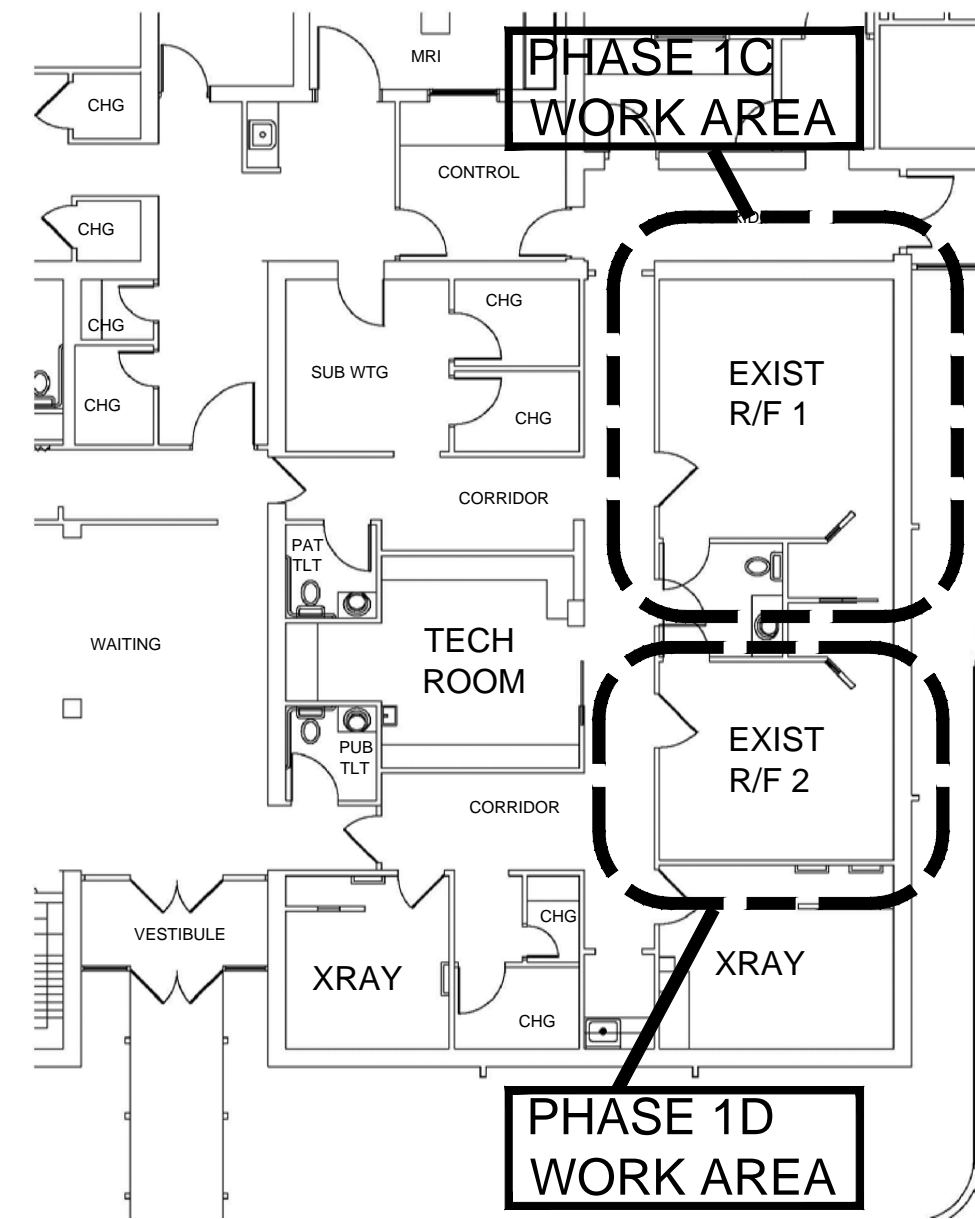 MRI
PHASE 1C
WORK AREA
CHG
CONTROL
CHG
CHG
CHG
CHG
SUB WTG
EXIST
R/F 1
CHG
CHG
CORRIDOR
PAT
TLT
WAITING
TECH
ROOM
PUB
TLT
EXIST
R/F 2
CORRIDOR
CHG
VESTIBULE
XRAY
XRAY
CHG
PHASE 1D
WORK AREA